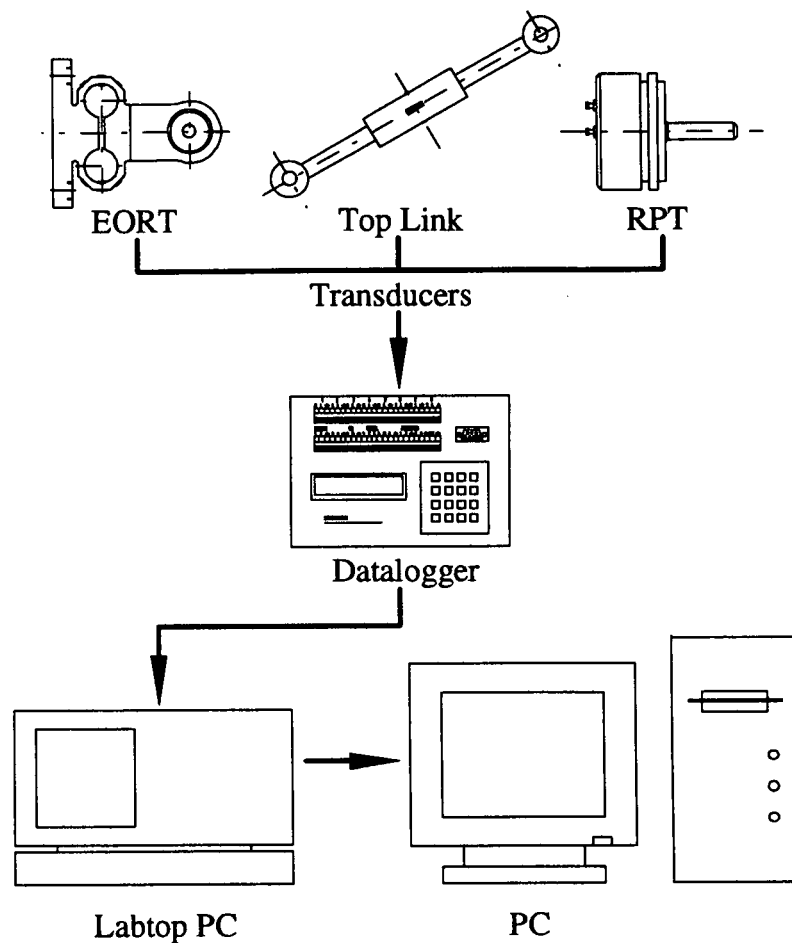 EORT
Top Link
RPT
Transducers
Datalogger
Labtop PC
PC